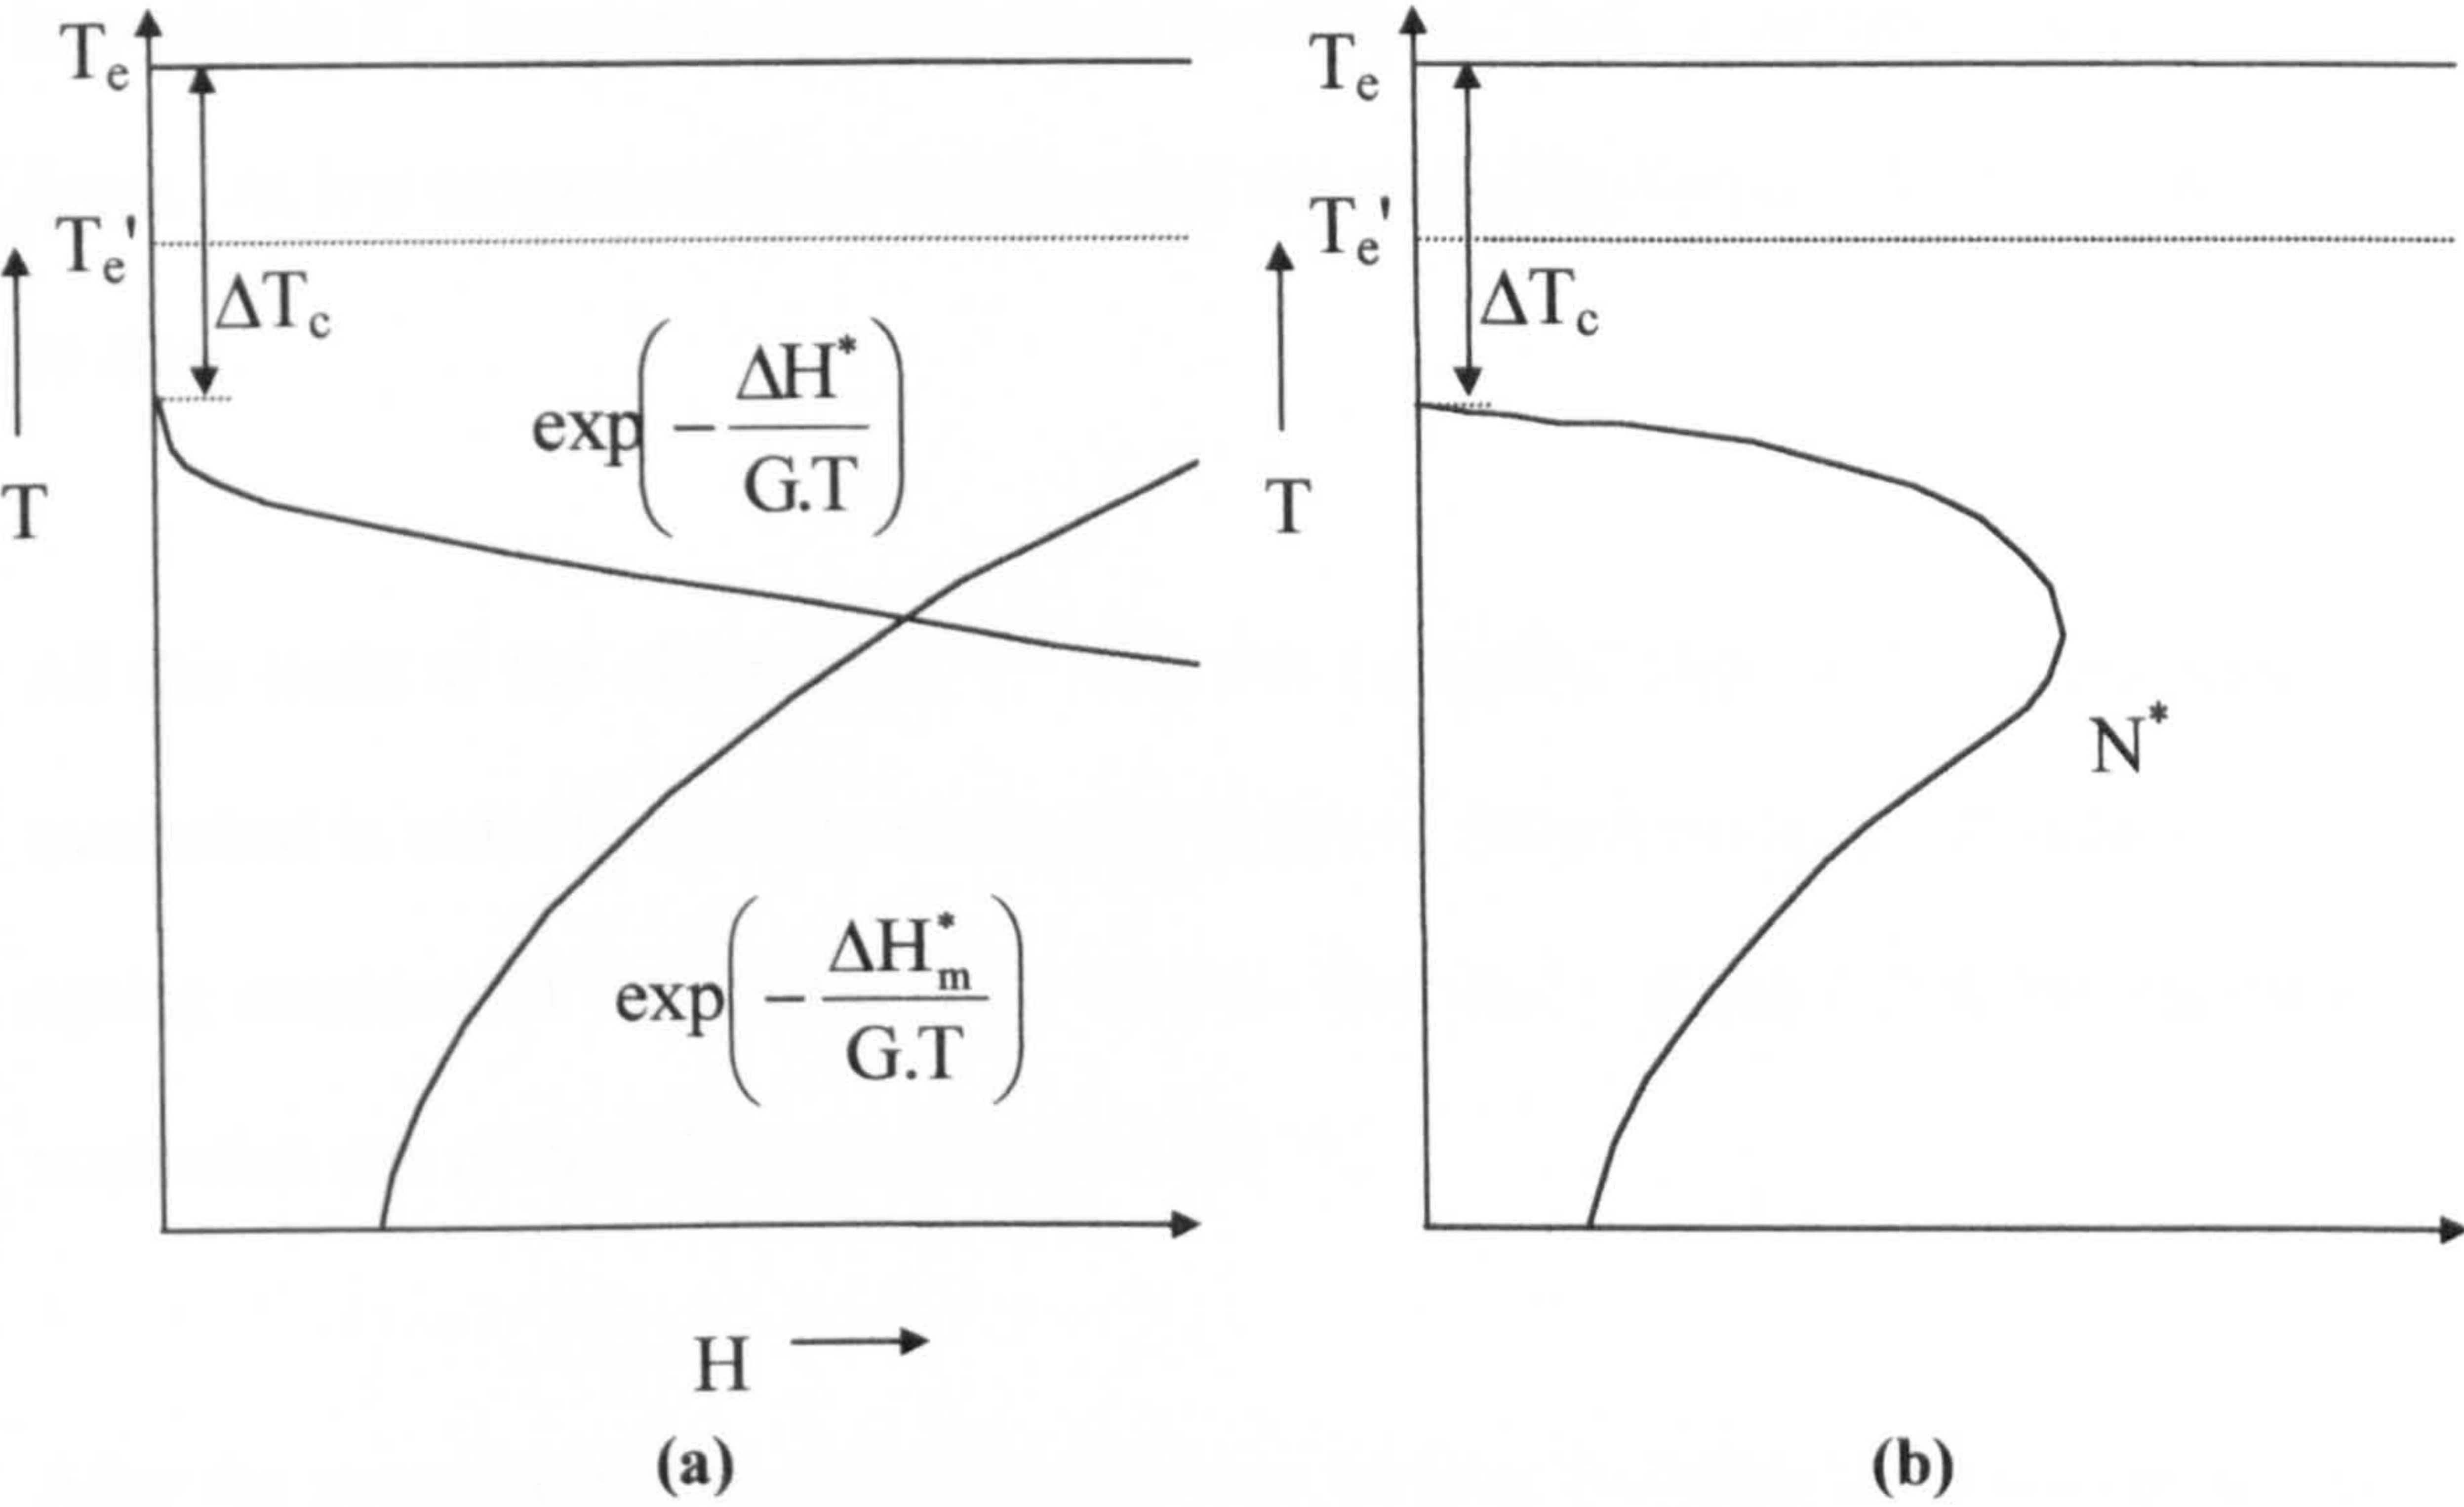 Te
Te'
ΔTc
T
exp(−ΔH*/G.T)
exp(−ΔH*m/G.T)
H
(a)
Te
Te'
ΔTc
T
N*
(b)